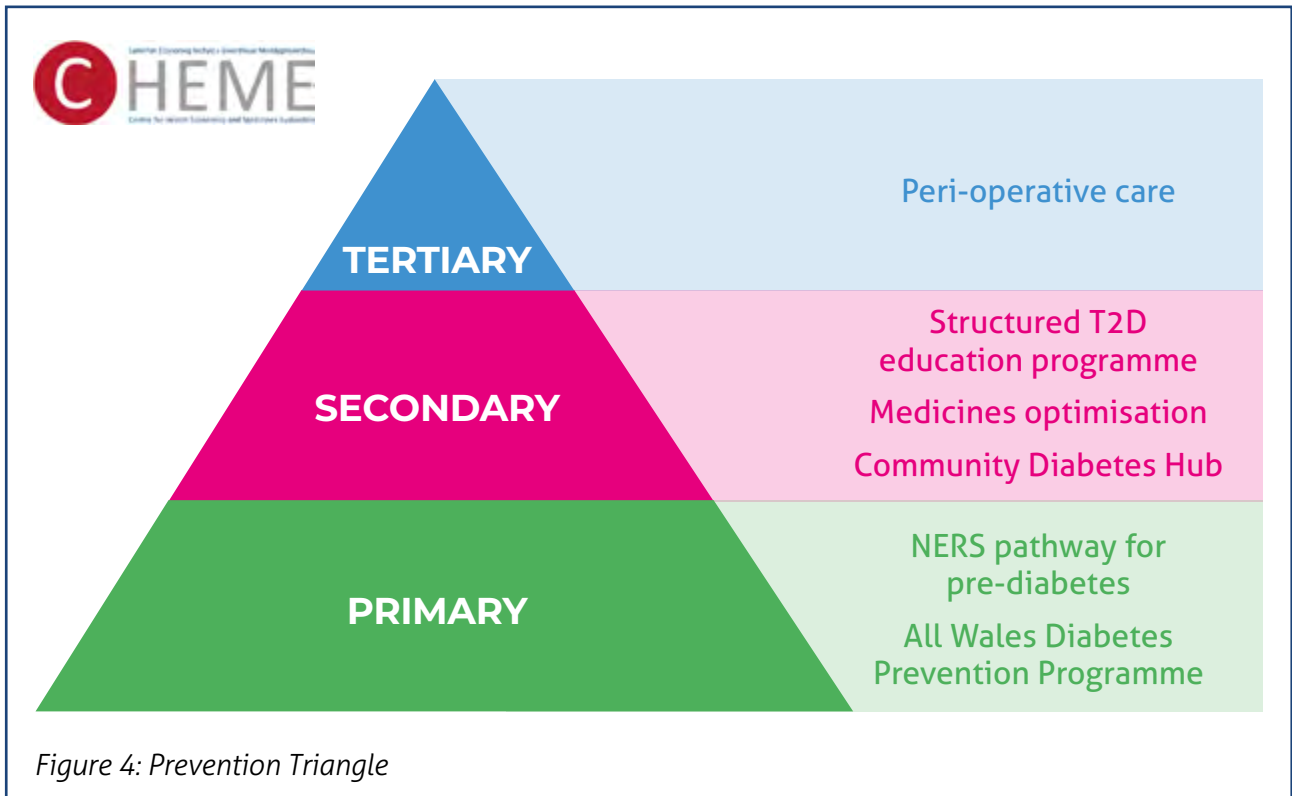 CHEME
TERTIARY
Peri-operative care
SECONDARY
Structured T2D
education programme
Medicines optimisation
Community Diabetes Hub
PRIMARY
NERS pathway for
pre-diabetes
All Wales Diabetes
Prevention Programme
Figure 4: Prevention Triangle